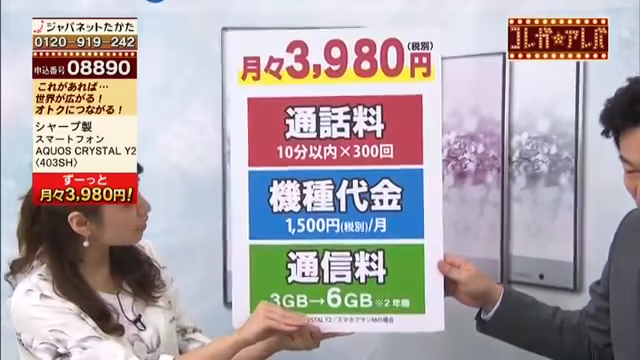 ジャパネットたかた
0120-919-242
申込番号 08890
これがあれば…
世界が広がる！
オトクにつながる！
シャープ製
スマートフォン
AQUOS CRYSTAL Y2
〈403SH〉
ずーっと
月々3,980円!
コレガ☆アレバ
月々3,980円(税別)
通話料
10分以内×300回
機種代金
1,500円(税別)/月
通信料
3GB→6GB ※2年間
STAL Y2/スマホプランMの場合